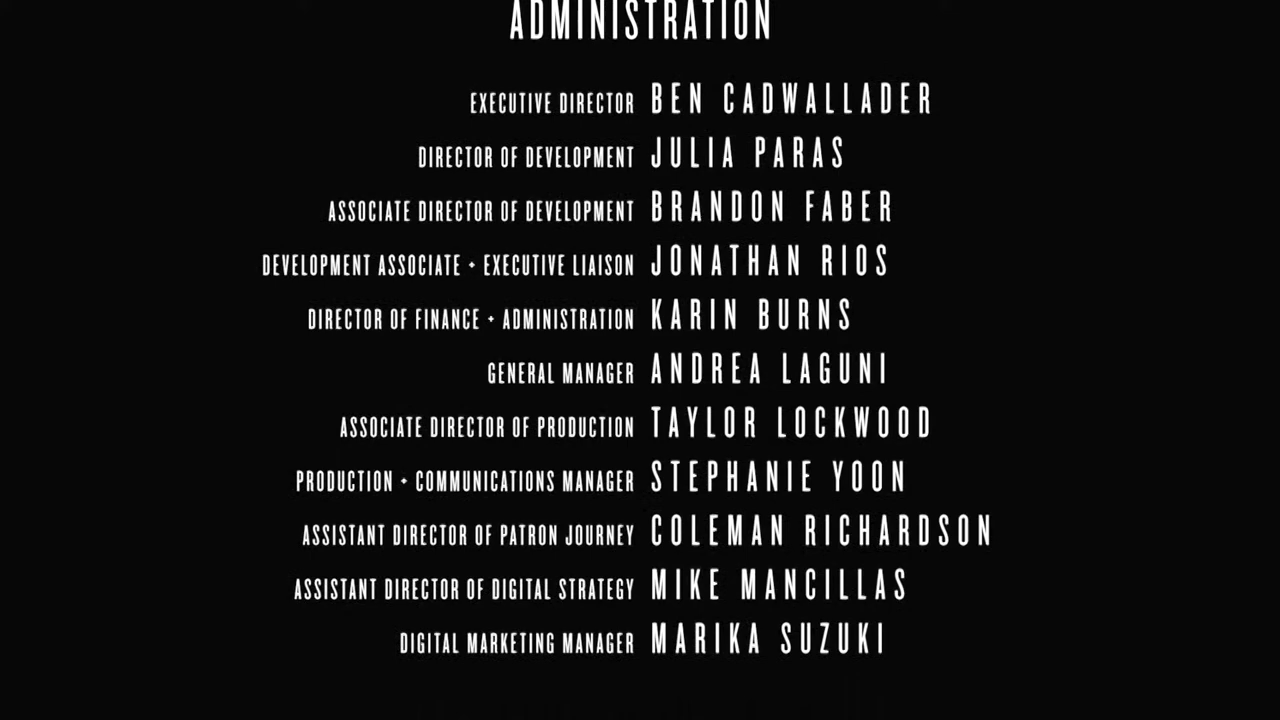 ADMINISTRATION
EXECUTIVE DIRECTOR BEN CADWALLADER
DIRECTOR OF DEVELOPMENT JULIA PARAS
ASSOCIATE DIRECTOR OF DEVELOPMENT BRANDON FABER
DEVELOPMENT ASSOCIATE + EXECUTIVE LIAISON JONATHAN RIOS
DIRECTOR OF FINANCE + ADMINISTRATION KARIN BURNS
GENERAL MANAGER ANDREA LAGUNI
ASSOCIATE DIRECTOR OF PRODUCTION TAYLOR LOCKWOOD
PRODUCTION + COMMUNICATIONS MANAGER STEPHANIE YOON
ASSISTANT DIRECTOR OF PATRON JOURNEY COLEMAN RICHARDSON
ASSISTANT DIRECTOR OF DIGITAL STRATEGY MIKE MANCILLAS
DIGITAL MARKETING MANAGER MARIKA SUZUKI